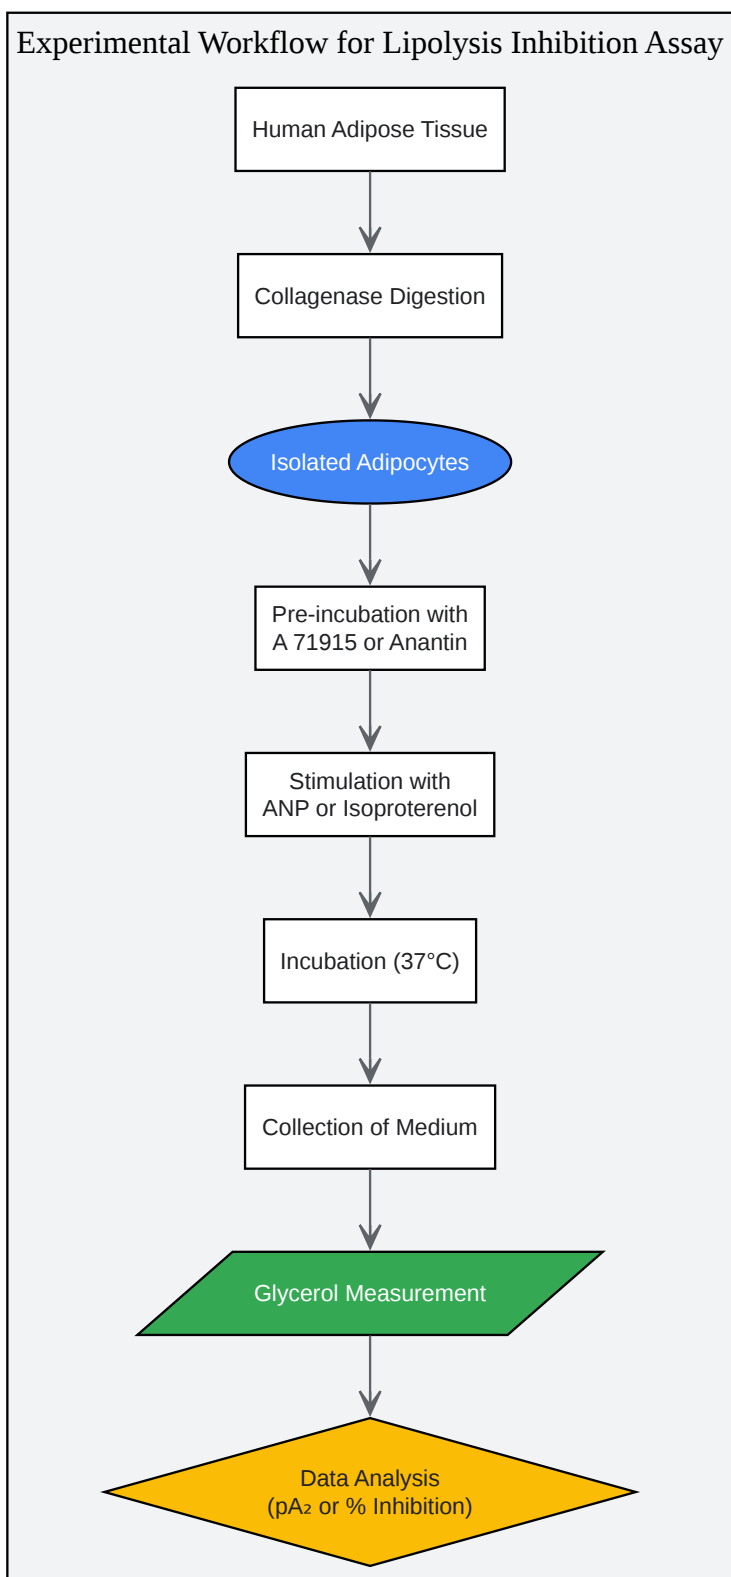 Experimental Workflow for Lipolysis Inhibition Assay
Human Adipose Tissue
Collagenase Digestion
Isolated Adipocytes
Pre-incubation with
A 71915 or Anantin
Stimulation with
ANP or Isoproterenol
Incubation (37°C)
Collection of Medium
Glycerol Measurement
Data Analysis
(pA₂ or % Inhibition)